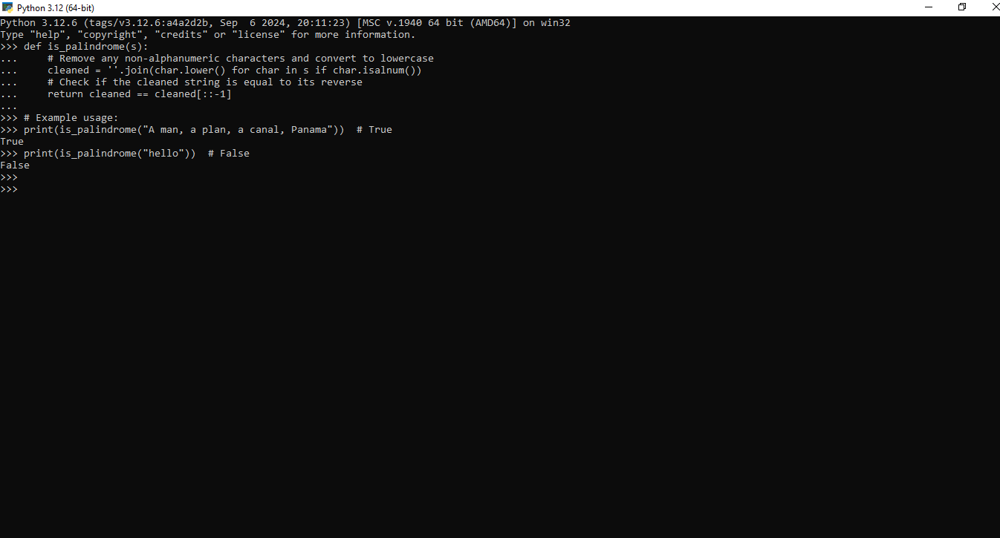 Python 3.12 (64-bit)
Python 3.12.6 (tags/v3.12.6:a4a2d2b, Sep  6 2024, 20:11:23) [MSC v.1940 64 bit (AMD64)] on win32
Type "help", "copyright", "credits" or "license" for more information.
>>> def is_palindrome(s):
...     # Remove any non-alphanumeric characters and convert to lowercase
...     cleaned = ''.join(char.lower() for char in s if char.isalnum())
...     # Check if the cleaned string is equal to its reverse
...     return cleaned == cleaned[::-1]
...
>>> # Example usage:
>>> print(is_palindrome("A man, a plan, a canal, Panama"))  # True
True
>>> print(is_palindrome("hello"))  # False
False
>>>
>>>